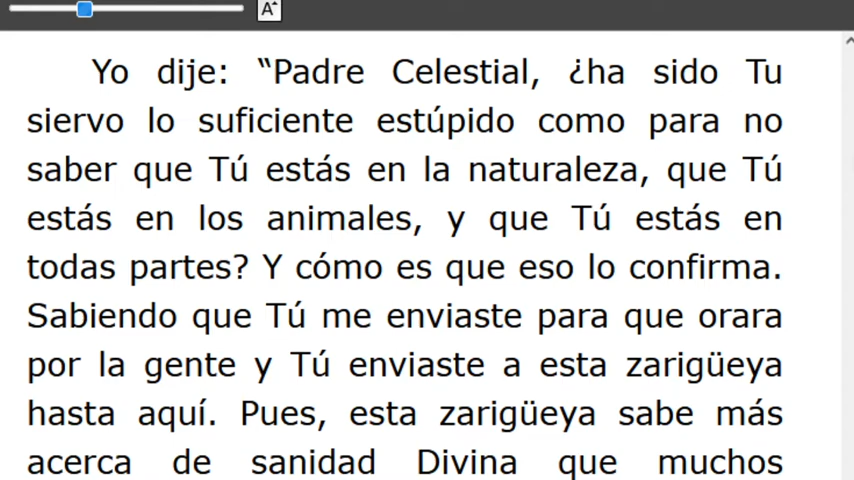 A
Yo dije: “Padre Celestial, ¿ha sido Tu
siervo lo suficiente estúpido como para no
saber que Tú estás en la naturaleza, que Tú
estás en los animales, y que Tú estás en
todas partes? Y cómo es que eso lo confirma.
Sabiendo que Tú me enviaste para que orara
por la gente y Tú enviaste a esta zarigüeya
hasta aquí. Pues, esta zarigüeya sabe más
acerca de sanidad Divina que muchos